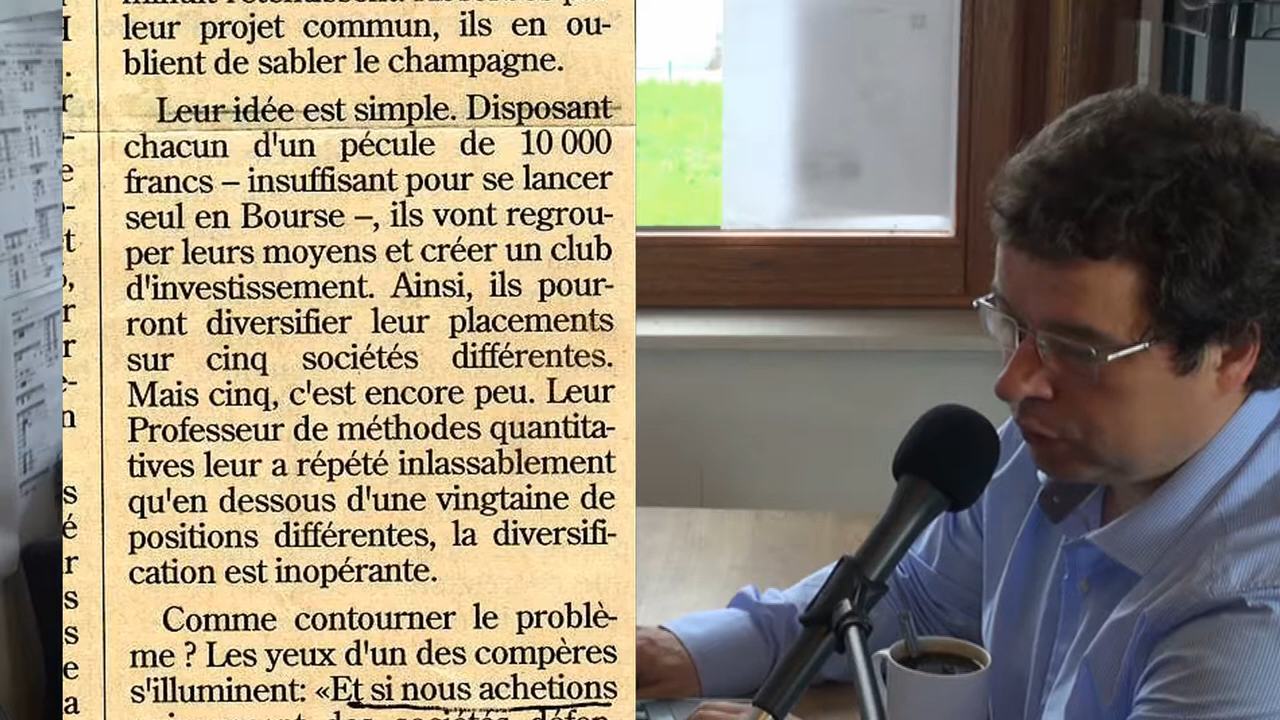 leur projet commun, ils en ou-
blient de sabler le champagne.
Leur idée est simple. Disposant
chacun d'un pécule de 10 000
francs – insuffisant pour se lancer
seul en Bourse –, ils vont regrou-
per leurs moyens et créer un club
d'investissement. Ainsi, ils pour-
ront diversifier leur placements
sur cinq sociétés différentes.
Mais cinq, c'est encore peu. Leur
Professeur de méthodes quantita-
tives leur a répété inlassablement
qu'en dessous d'une vingtaine de
positions différentes, la diversifi-
cation est inopérante.
Comme contourner le problè-
me ? Les yeux d'un des compères
s'illuminent: «Et si nous achetions